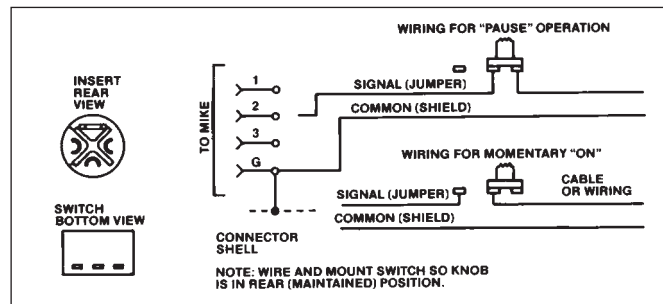 WIRING FOR "PAUSE" OPERATION
INSERT
REAR
VIEW
TO MIKE
1
2
3
G
SIGNAL (JUMPER)
COMMON (SHIELD)
WIRING FOR MOMENTARY "ON"
SIGNAL (JUMPER)
CABLE
OR WIRING
COMMON (SHIELD)
SWITCH
BOTTOM VIEW
CONNECTOR
SHELL
NOTE: WIRE AND MOUNT SWITCH SO KNOB
IS IN REAR (MAINTAINED) POSITION.